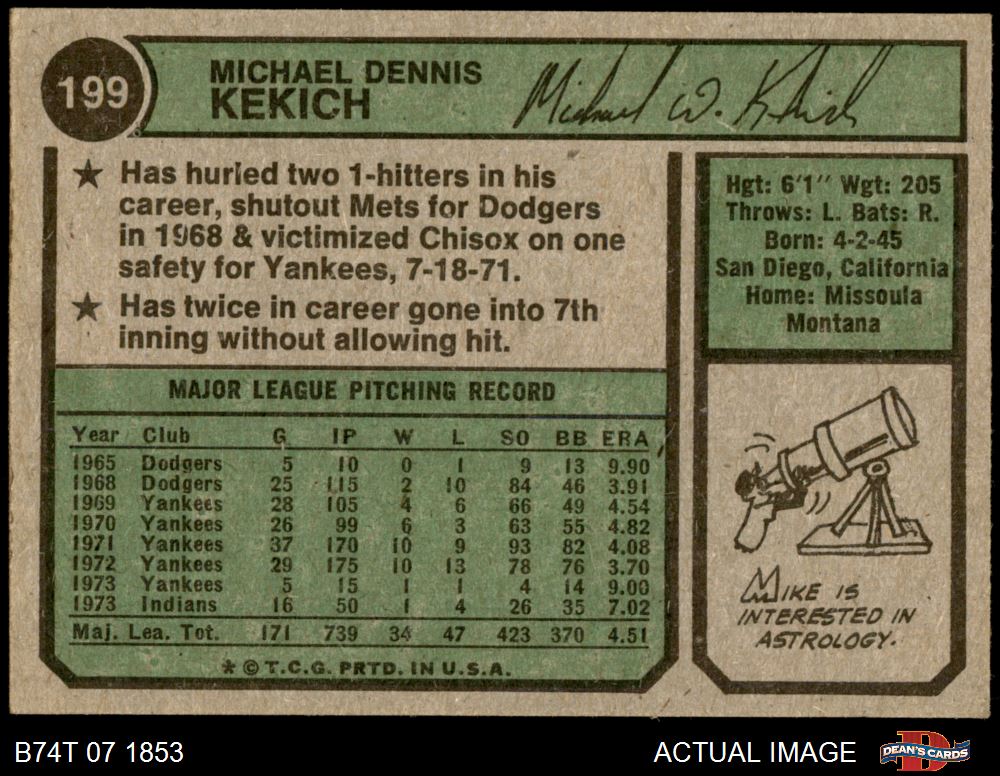 199
MICHAEL DENNIS
KEKICH
Michael W. Kekich
★ Has hurled two 1-hitters in his
career, shutout Mets for Dodgers
in 1968 & victimized Chisox on one
safety for Yankees, 7-18-71.
★ Has twice in career gone into 7th
inning without allowing hit.
Hgt: 6'1" Wgt: 205
Throws: L. Bats: R.
Born: 4-2-45
San Diego, California
Home: Missoula
Montana
MAJOR LEAGUE PITCHING RECORD
Year Club G IP W L SO BB ERA
1965 Dodgers 5 10 0 1 9 13 9.90
1968 Dodgers 25 115 2 10 84 46 3.91
1969 Yankees 28 105 4 6 66 49 4.54
1970 Yankees 26 99 6 3 63 55 4.82
1971 Yankees 37 170 10 9 93 82 4.08
1972 Yankees 29 175 10 13 78 76 3.70
1973 Yankees 5 15 1 1 4 14 9.00
1973 Indians 16 50 1 4 26 35 7.02
Maj. Lea. Tot. 171 739 34 47 423 370 4.51
* © T.C.G. PRTD. IN U.S.A.
MIKE IS
INTERESTED IN
ASTROLOGY.
B74T 07 1853
ACTUAL IMAGE
D
DEAN'S CARDS